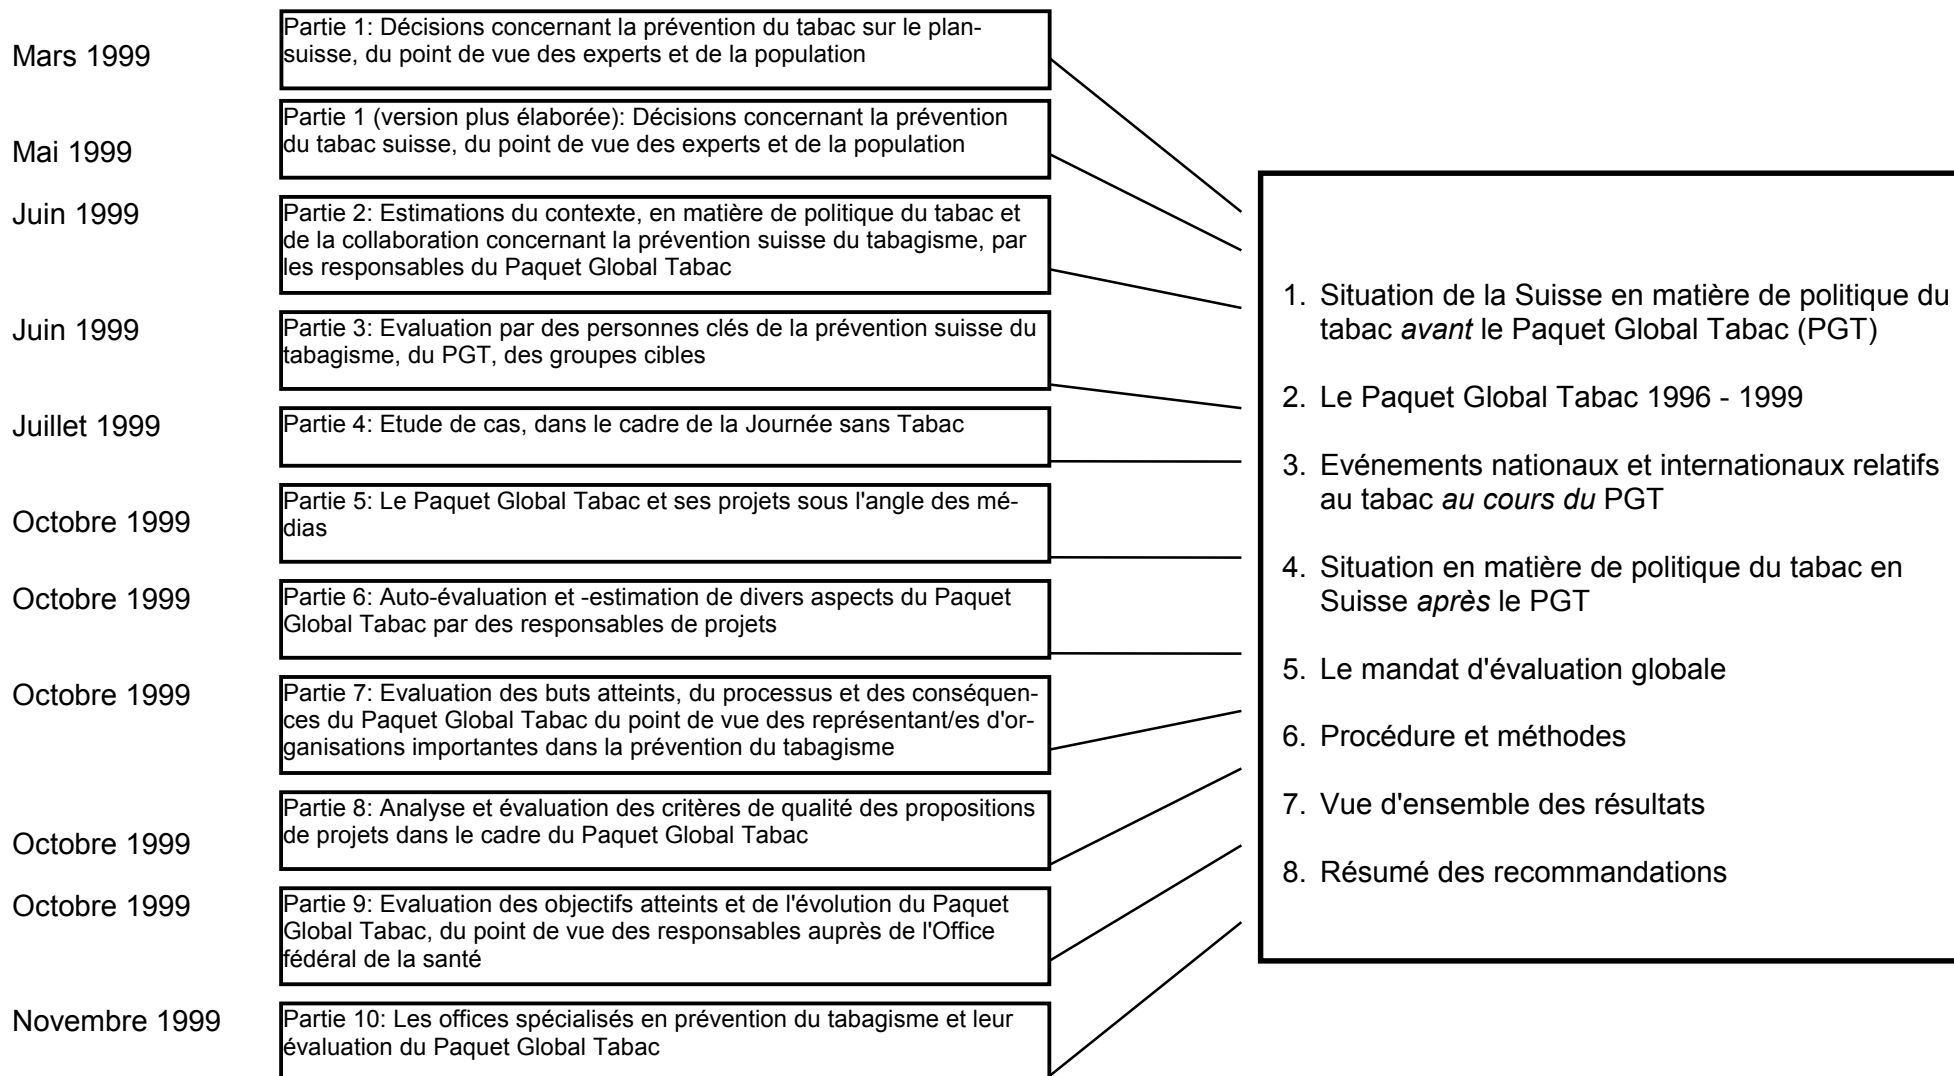 Mars 1999
Partie 1: Décisions concernant la prévention du tabac sur le plan-
suisse, du point de vue des experts et de la population
Mai 1999
Partie 1 (version plus élaborée): Décisions concernant la prévention
du tabac suisse, du point de vue des experts et de la population
Juin 1999
Partie 2: Estimations du contexte, en matière de politique du tabac et
de la collaboration concernant la prévention suisse du tabagisme, par
les responsables du Paquet Global Tabac
Juin 1999
Partie 3: Evaluation par des personnes clés de la prévention suisse du
tabagisme, du PGT, des groupes cibles
Juillet 1999
Partie 4: Etude de cas, dans le cadre de la Journée sans Tabac
Octobre 1999
Partie 5: Le Paquet Global Tabac et ses projets sous l'angle des mé-
dias
Octobre 1999
Partie 6: Auto-évaluation et -estimation de divers aspects du Paquet
Global Tabac par des responsables de projets
Octobre 1999
Partie 7: Evaluation des buts atteints, du processus et des conséquen-
ces du Paquet Global Tabac du point de vue des représentant/es d'or-
ganisations importantes dans la prévention du tabagisme
Octobre 1999
Partie 8: Analyse et évaluation des critères de qualité des propositions
de projets dans le cadre du Paquet Global Tabac
Octobre 1999
Partie 9: Evaluation des objectifs atteints et de l'évolution du Paquet
Global Tabac, du point de vue des responsables auprès de l'Office
fédéral de la santé
Novembre 1999
Partie 10: Les offices spécialisés en prévention du tabagisme et leur
évaluation du Paquet Global Tabac
1. Situation de la Suisse en matière de politique du
tabac avant le Paquet Global Tabac (PGT)
2. Le Paquet Global Tabac 1996 - 1999
3. Evénements nationaux et internationaux relatifs
au tabac au cours du PGT
4. Situation en matière de politique du tabac en
Suisse après le PGT
5. Le mandat d'évaluation globale
6. Procédure et méthodes
7. Vue d'ensemble des résultats
8. Résumé des recommandations